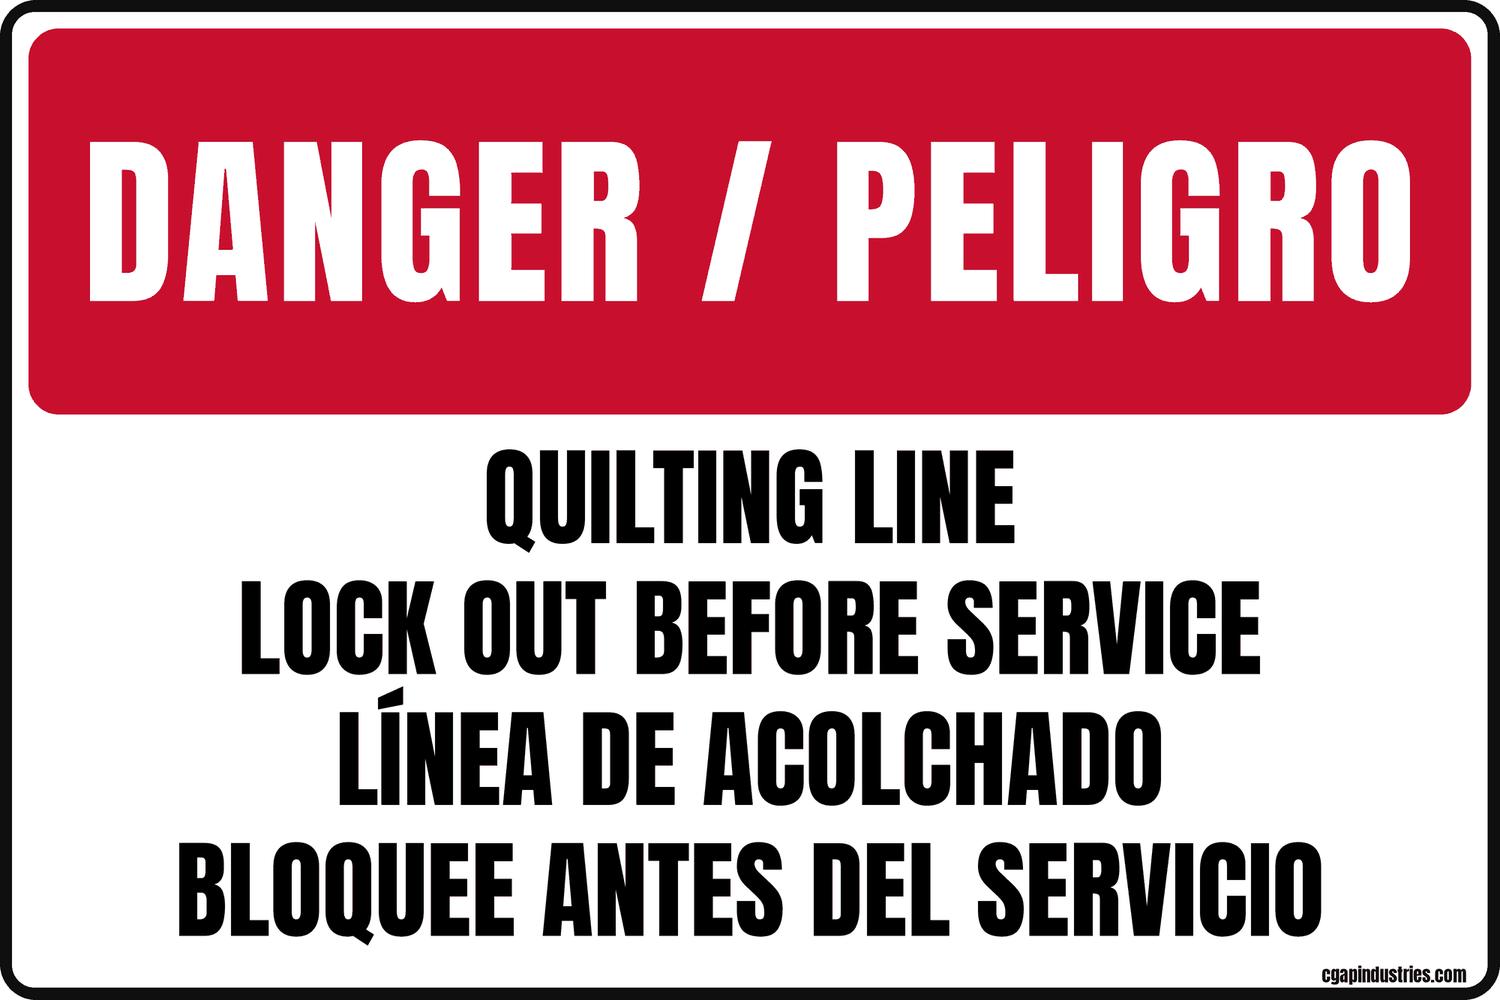 DANGER / PELIGRO
QUILTING LINE
LOCK OUT BEFORE SERVICE
LÍNEA DE ACOLCHADO
BLOQUEE ANTES DEL SERVICIO
cgapindustries.com